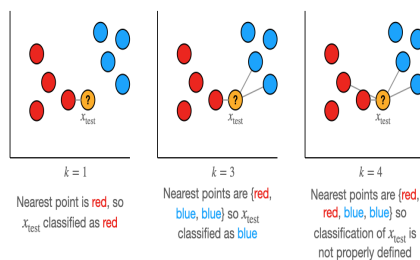 ?
x_test
k = 1
Nearest point is red, so
x_test classified as red
?
x_test
k = 3
Nearest points are {red,
blue, blue} so x_test
classified as blue
?
x_test
k = 4
Nearest points are {red,
red, blue, blue} so
classification of x_test is
not properly defined